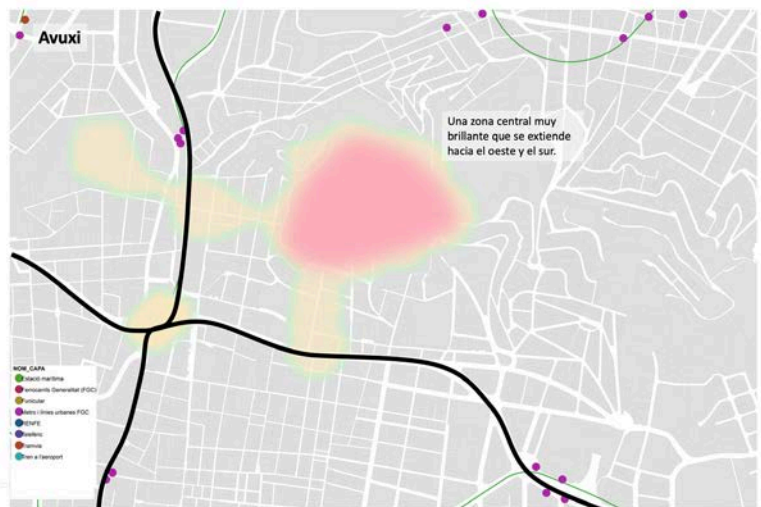 Avuxi
Una zona central muy
brillante que se extiende
hacia el oeste y el sur.
NOM_CAPA
Estació marítima
Ferrocarrils Generalitat (FGC)
Funicular
Metro i línies urbanes FGC
RENFE
Telefèric
Tramvia
Tren a l'aeroport